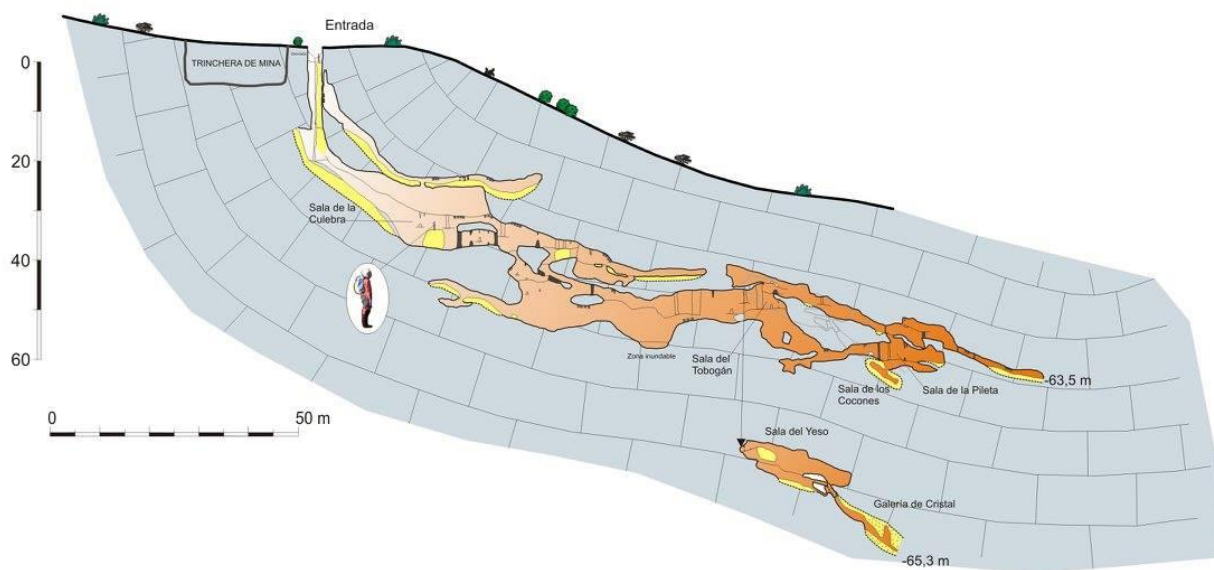 Entrada
TRINCHERA DE MINA
0
20
40
60
Sala de la
Culebra
Zona inundable
Sala del
Tobogán
Sala de los
Cocones
Sala de la Pileta
-63,5 m
0
50 m
Sala del Yeso
Galería de Cristal
-65,3 m